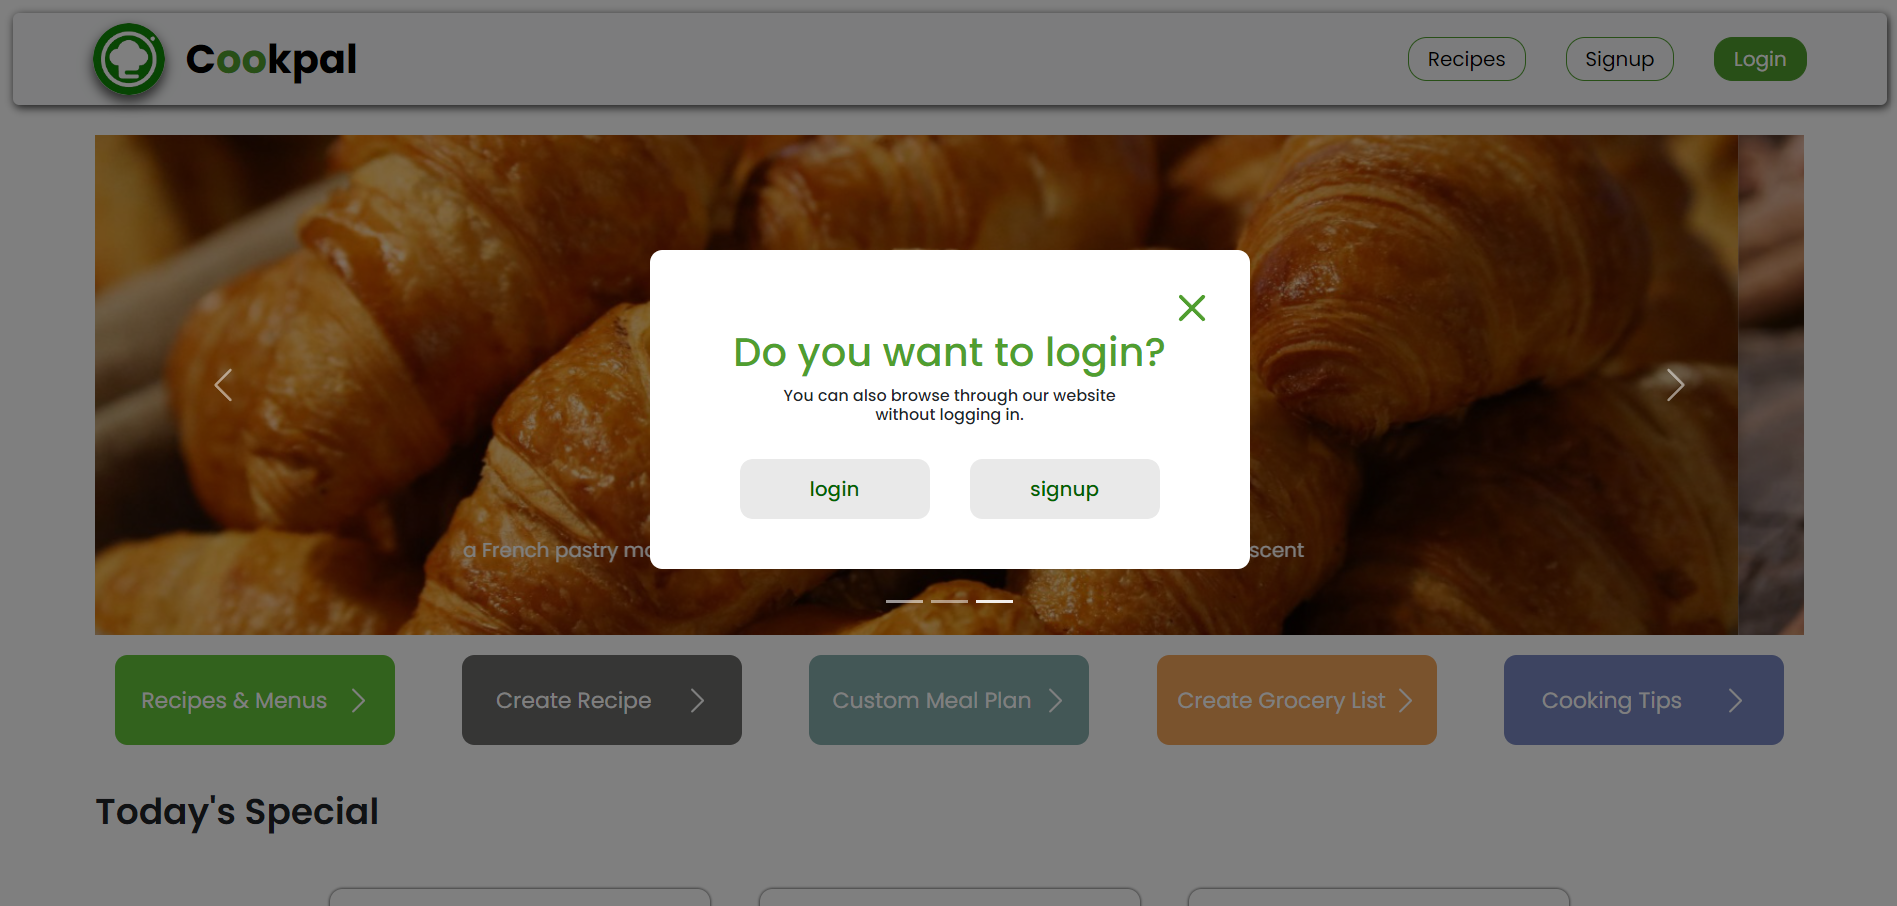 Cookpal
Recipes
Signup
Login
Do you want to login?
You can also browse through our website
without logging in.
login
signup
a French pastry
scent
Recipes & Menus
Create Recipe
Custom Meal Plan
Create Grocery List
Cooking Tips
Today's Special